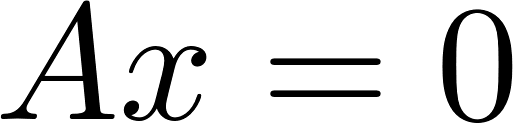 Ax = 0